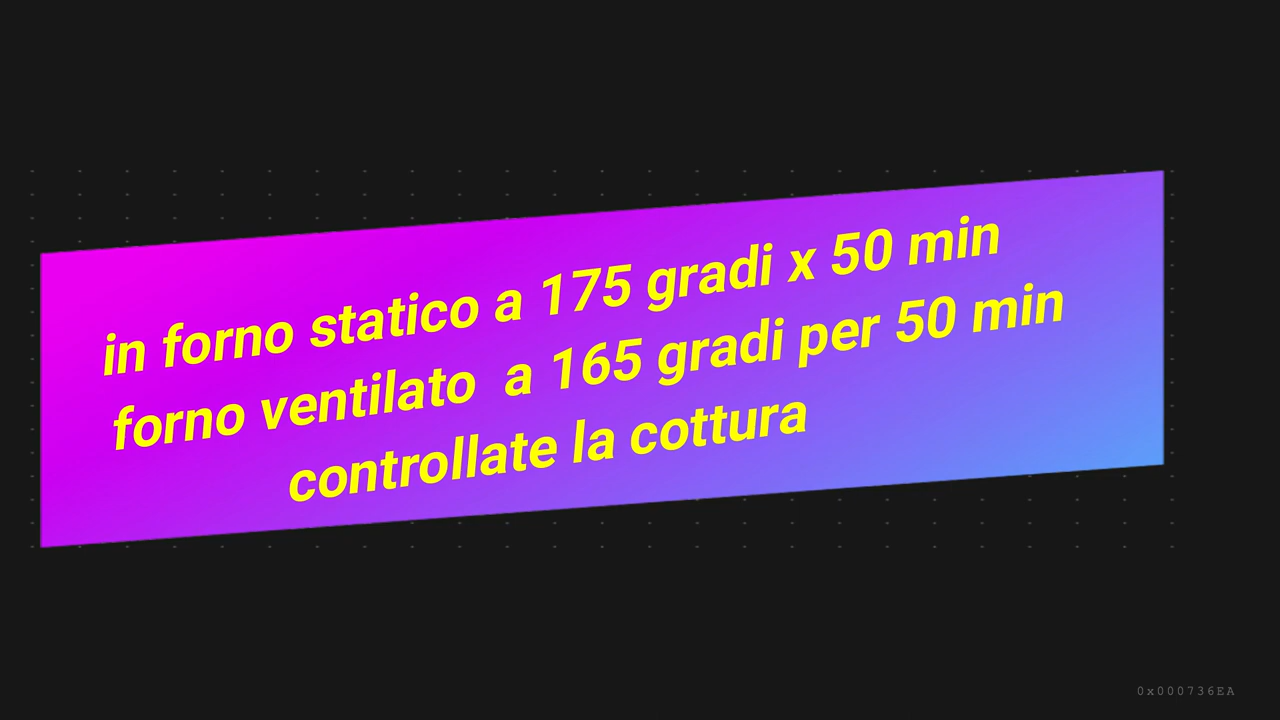 in forno statico a 175 gradi x 50 min
forno ventilato  a 165 gradi per 50 min
controllate la cottura
0x000736EA